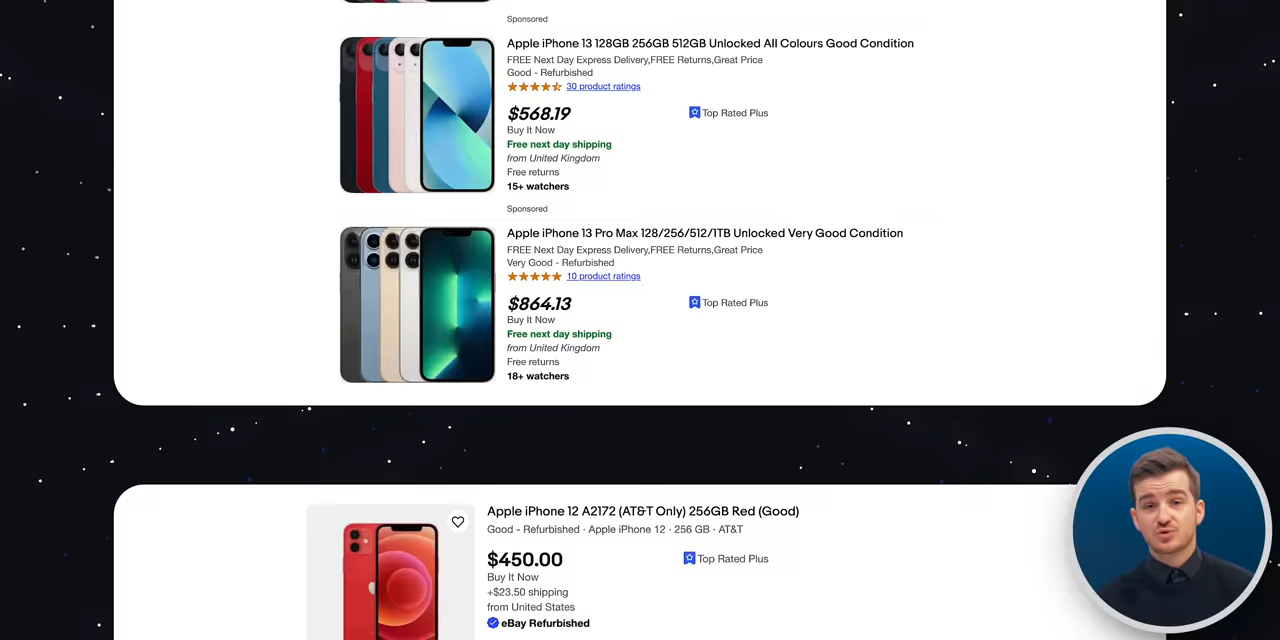 Sponsored
Apple iPhone 13 128GB 256GB 512GB Unlocked All Colours Good Condition
FREE Next Day Express Delivery,FREE Returns,Great Price
Good - Refurbished
30 product ratings
$568.19
Top Rated Plus
Buy It Now
Free next day shipping
from United Kingdom
Free returns
15+ watchers
Sponsored
Apple iPhone 13 Pro Max 128/256/512/1TB Unlocked Very Good Condition
FREE Next Day Express Delivery,FREE Returns,Great Price
Very Good - Refurbished
10 product ratings
$864.13
Top Rated Plus
Buy It Now
Free next day shipping
from United Kingdom
Free returns
18+ watchers
Apple iPhone 12 A2172 (AT&T Only) 256GB Red (Good)
Good - Refurbished · Apple iPhone 12 · 256 GB · AT&T
$450.00
Top Rated Plus
Buy It Now
+$23.50 shipping
from United States
eBay Refurbished